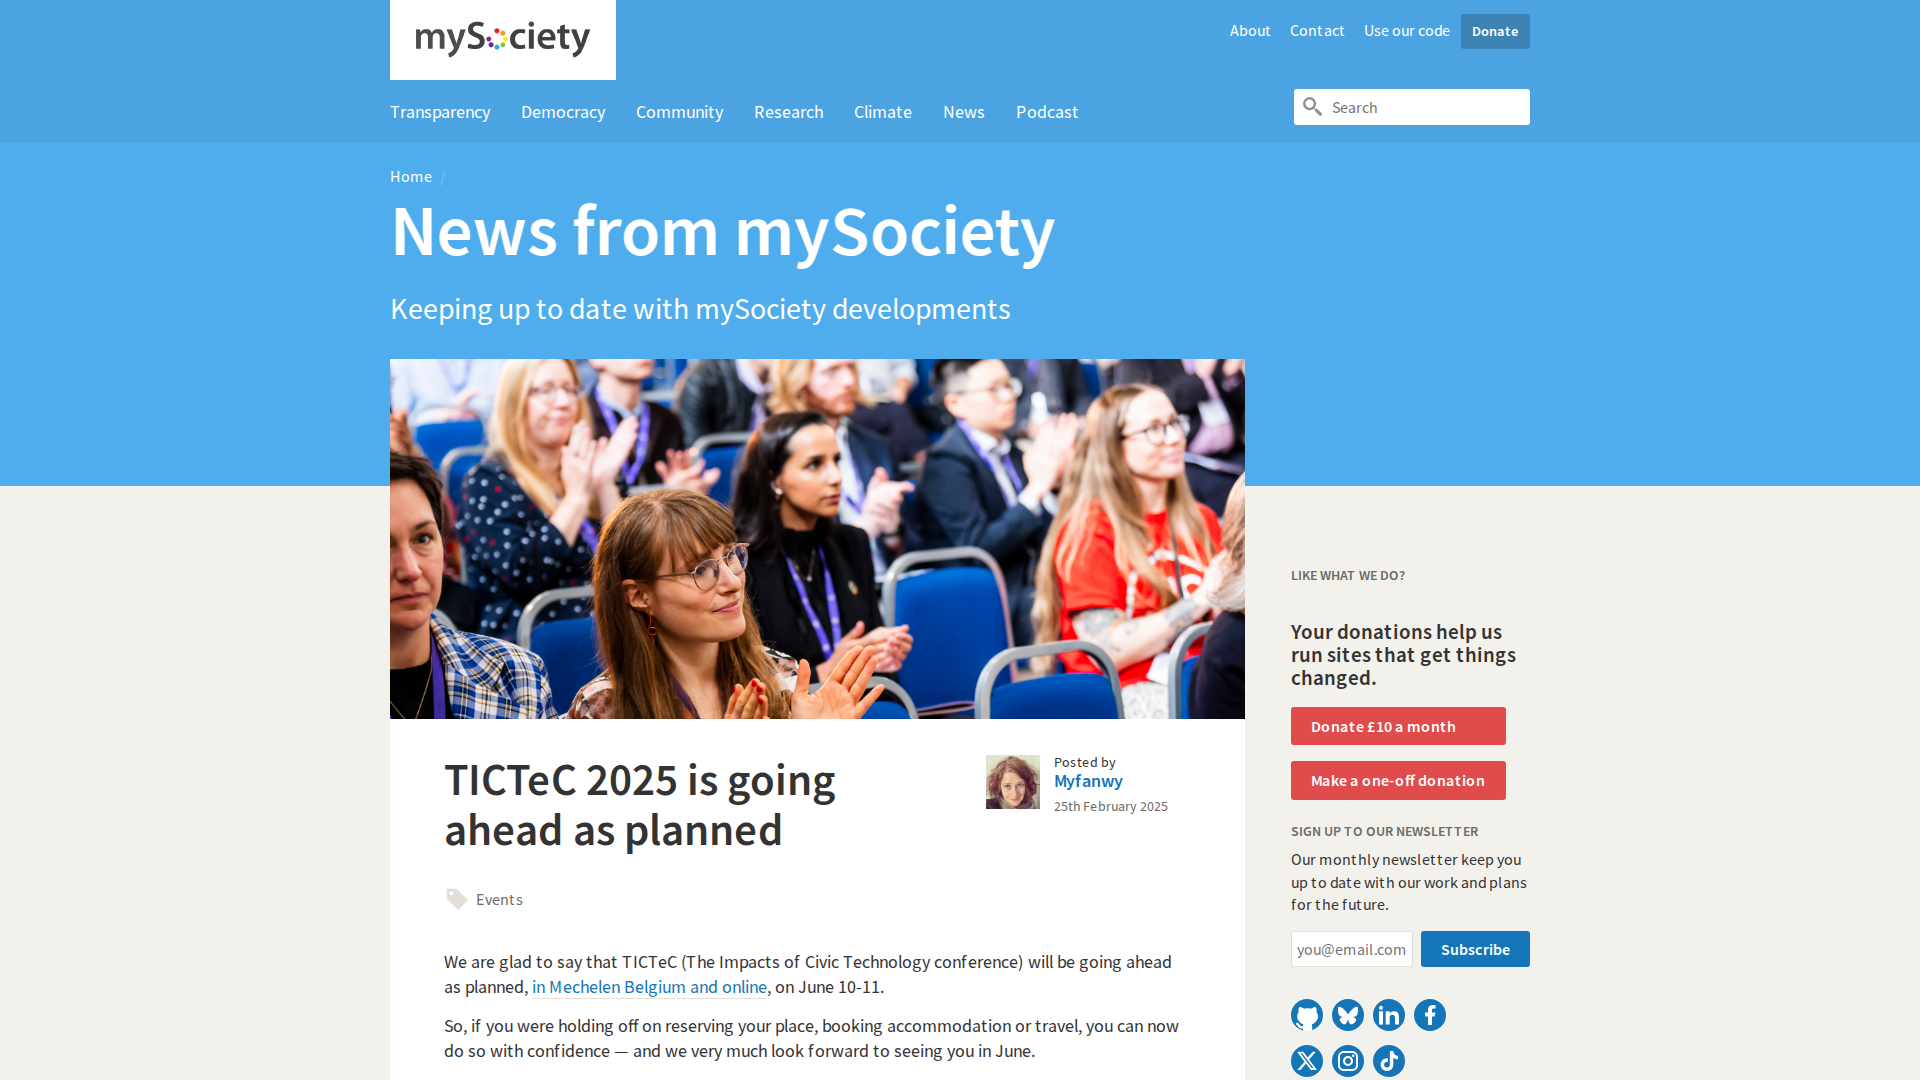 mySociety
About
Contact
Use our code
Donate
Transparency
Democracy
Community
Research
Climate
News
Podcast
Search
Home /
News from mySociety
Keeping up to date with mySociety developments
TICTeC 2025 is going
ahead as planned
Posted by
Myfanwy
25th February 2025
Events
We are glad to say that TICTeC (The Impacts of Civic Technology conference) will be going ahead
as planned, in Mechelen Belgium and online, on June 10-11.
So, if you were holding off on reserving your place, booking accommodation or travel, you can now
do so with confidence — and we very much look forward to seeing you in June.
LIKE WHAT WE DO?
Your donations help us
run sites that get things
changed.
Donate £10 a month
Make a one-off donation
SIGN UP TO OUR NEWSLETTER
Our monthly newsletter keep you
up to date with our work and plans
for the future.
you@email.com
Subscribe